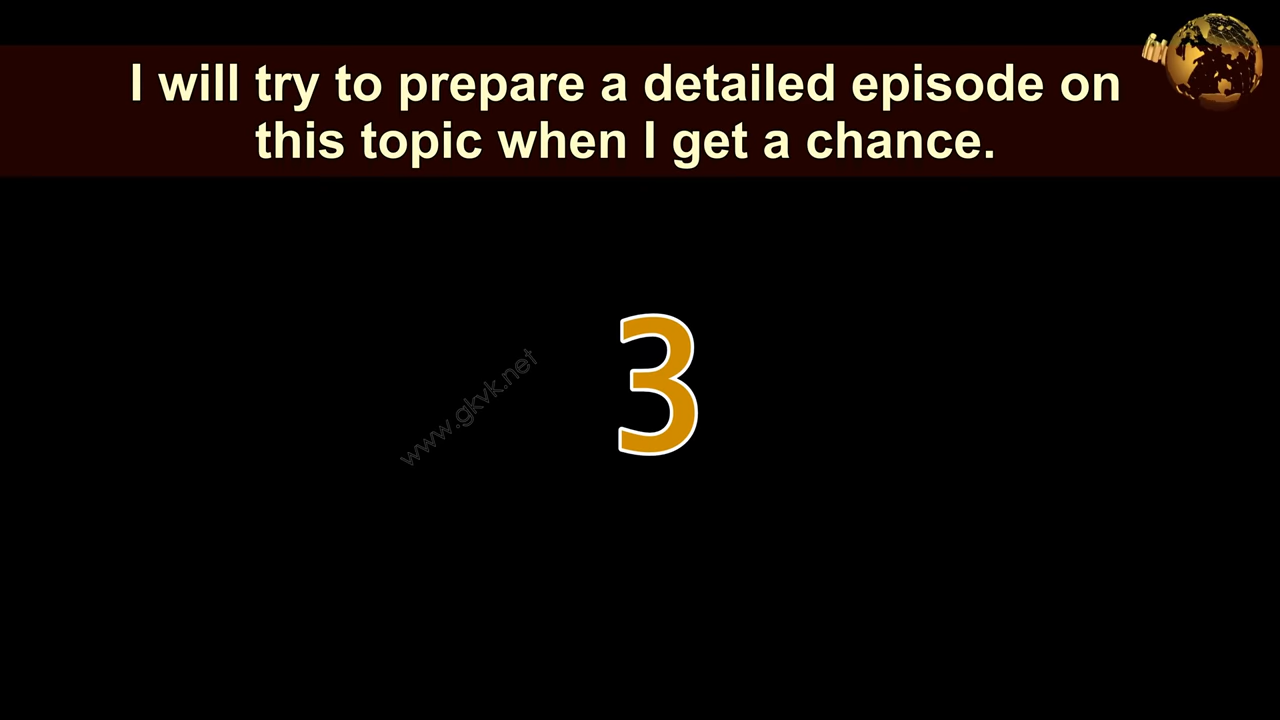 I will try to prepare a detailed episode on
this topic when I get a chance.
3
www.gkvk.net